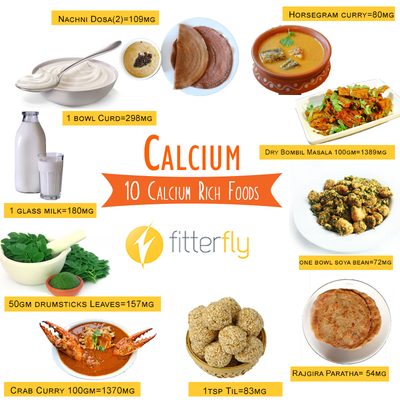 Nachni Dosa(2)=109mg
Horsegram curry=80mg
1 bowl Curd=298mg
Dry Bombil Masala 100gm=1389mg
Calcium
10 Calcium Rich Foods
1 glass milk=180mg
fitterfly
one bowl soya bean=72mg
50gm drumsticks Leaves=157mg
Rajgira Paratha= 54mg
Crab Curry 100gm=1370mg
1tsp Til=83mg